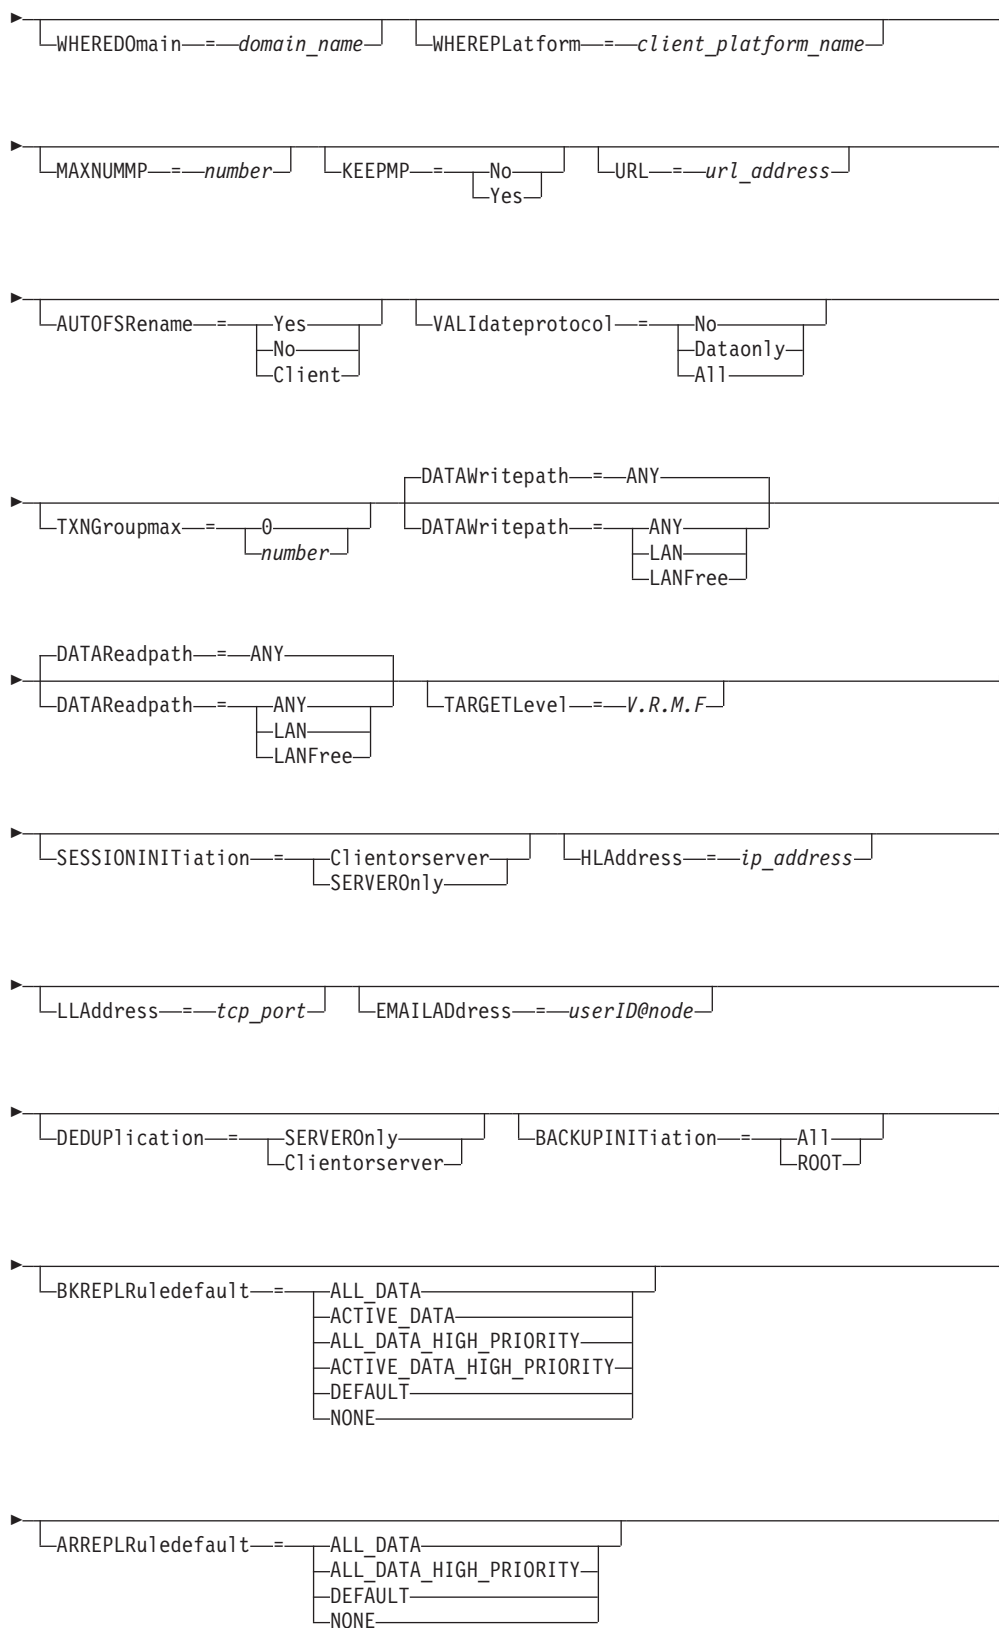 WHEREDOmain = domain_name WHEREPLatform = client_platform_name
MAXNUMMP = number KEEPMP = No URL = url_address
Yes
AUTOFSRename = Yes VALIdateprotocol = No
No Dataonly
Client All
DATAWritepath = ANY
TXNGroupmax = 0 DATAWritepath = ANY
number LAN
LANFree
DATAReadpath = ANY
DATAReadpath = ANY TARGETLevel = V.R.M.F
LAN
LANFree
SESSIONINITiation = Clientorserver HLAddress = ip_address
SERVEROnly
LLAddress = tcp_port EMAILADdress = userID@node
DEDUPlication = SERVEROnly BACKUPINITiation = All
Clientorserver ROOT
BKREPLRuledefault = ALL_DATA
ACTIVE_DATA
ALL_DATA_HIGH_PRIORITY
ACTIVE_DATA_HIGH_PRIORITY
DEFAULT
NONE
ARREPLRuledefault = ALL_DATA
ALL_DATA_HIGH_PRIORITY
DEFAULT
NONE